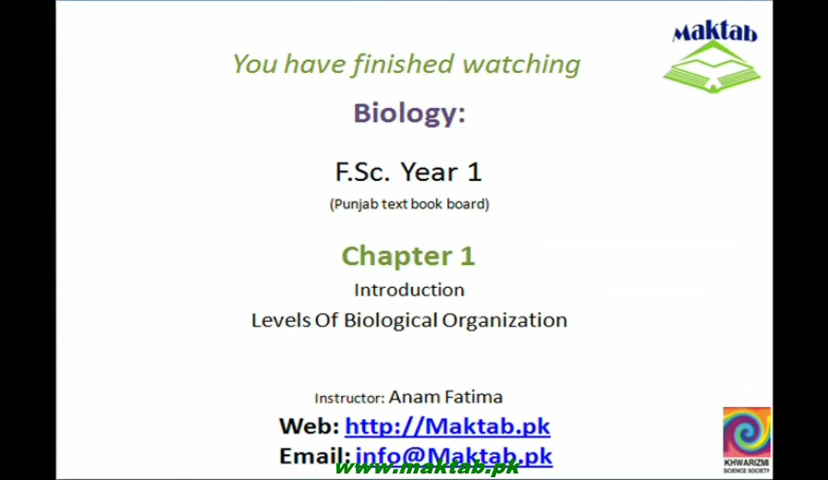 Maktab
You have finished watching
Biology:
F.Sc. Year 1
(Punjab text book board)
Chapter 1
Introduction
Levels Of Biological Organization
Instructor: Anam Fatima
Web: http://Maktab.pk
Email: info@Maktab.pk
www.maktab.pk
KHWARIZMI
SCIENCE SOCIETY